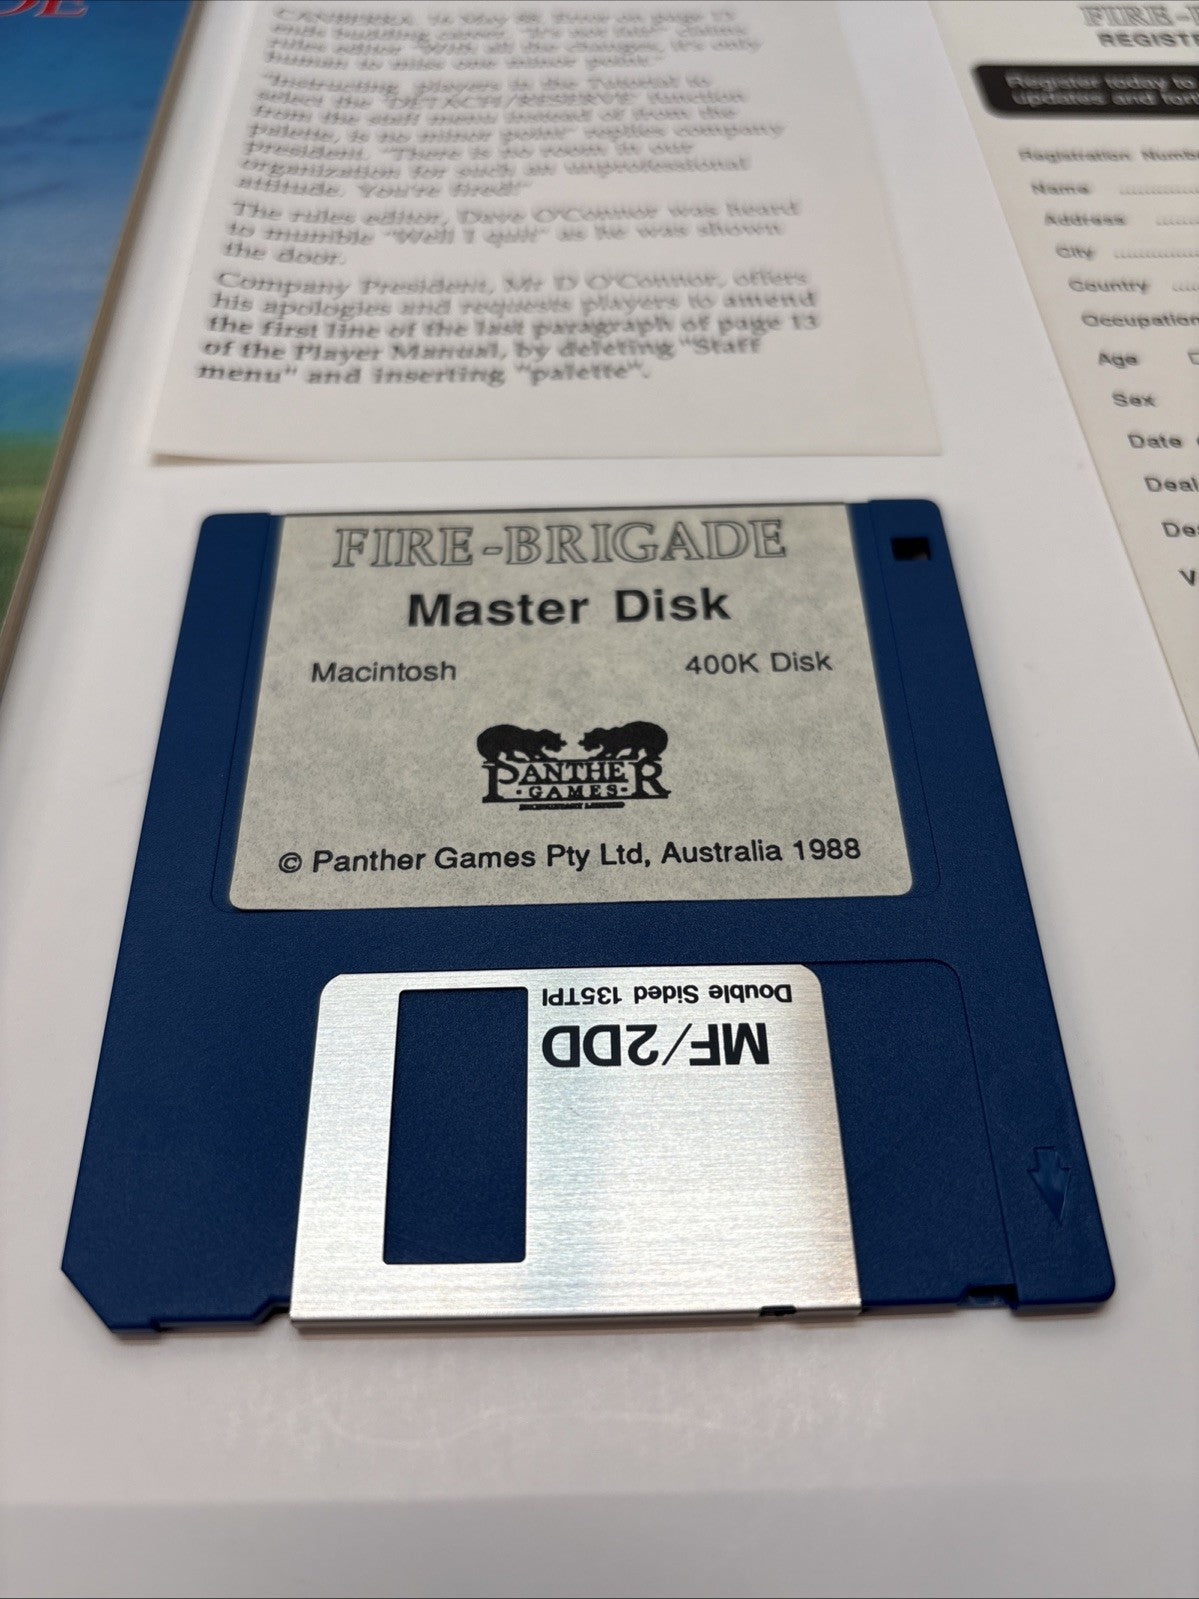 DE
CANBERRA, 16 May 88. Error on page 13
ends budding career. "It's not fair" claims
rules editor "With all the changes, it's only
human to miss one minor point."
"Instructing players in the Tutorial to
select the 'DETACH/RESERVE' function
from the staff menu instead of from the
palette, is no minor point" replies company
president. "There is no room in our
organization for such an unprofessional
attitude. You're fired!"
The rules editor, Dave O'Connor was heard
to mumble "Well I quit" as he was shown
the door.
Company President, Mr D O'Connor, offers
his apologies and requests players to amend
the first line of the last paragraph of page 13
of the Player Manual, by deleting "Staff
menu" and inserting "palette".
FIRE-
REGISTR
Register today to
updates and
Registration Numb
Name
Address
City
Country
Occupation
Age
Sex
Date
Deal
De
V
FIRE-BRIGADE
Master Disk
Macintosh 400K Disk
PANTHER
·GAMES·
© Panther Games Pty Ltd, Australia 1988
Double Sided 135TPI
MF/2DD